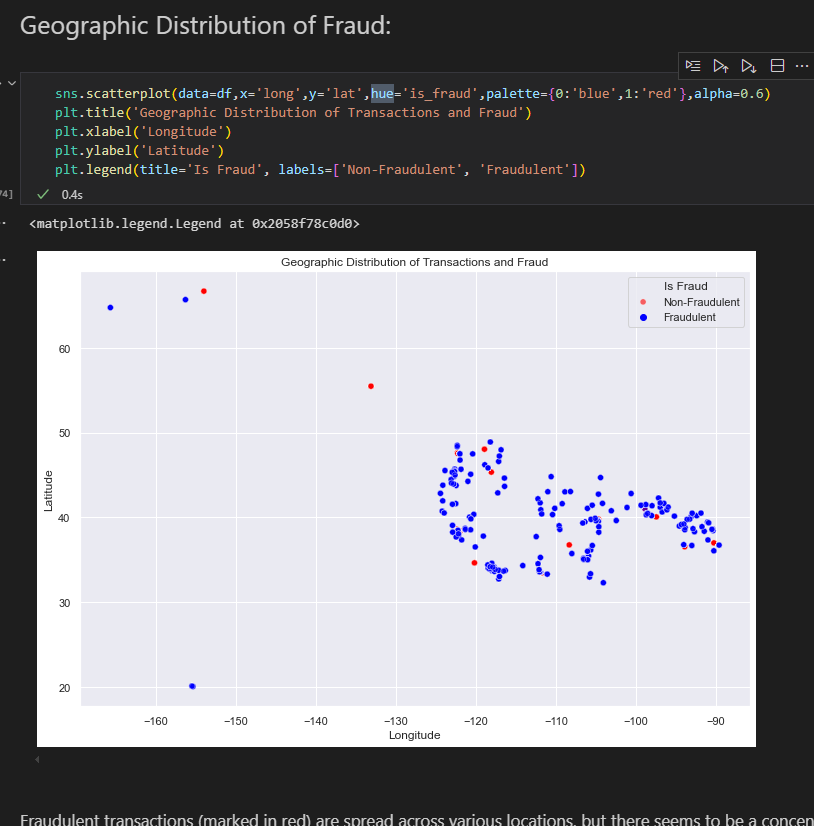 Geographic Distribution of Fraud:
sns.scatterplot(data=df,x='long',y='lat',hue='is_fraud',palette={0:'blue',1:'red'},alpha=0.6)
plt.title('Geographic Distribution of Transactions and Fraud')
plt.xlabel('Longitude')
plt.ylabel('Latitude')
plt.legend(title='Is Fraud', labels=['Non-Fraudulent', 'Fraudulent'])
4]
0.4s
<matplotlib.legend.Legend at 0x2058f78c0d0>
Geographic Distribution of Transactions and Fraud
Is Fraud
Non-Fraudulent
Fraudulent
60
50
40
30
20
Latitude
−160 −150 −140 −130 −120 −110 −100 −90
Longitude
Fraudulent transactions (marked in red) are spread across various locations, but there seems to be a concen